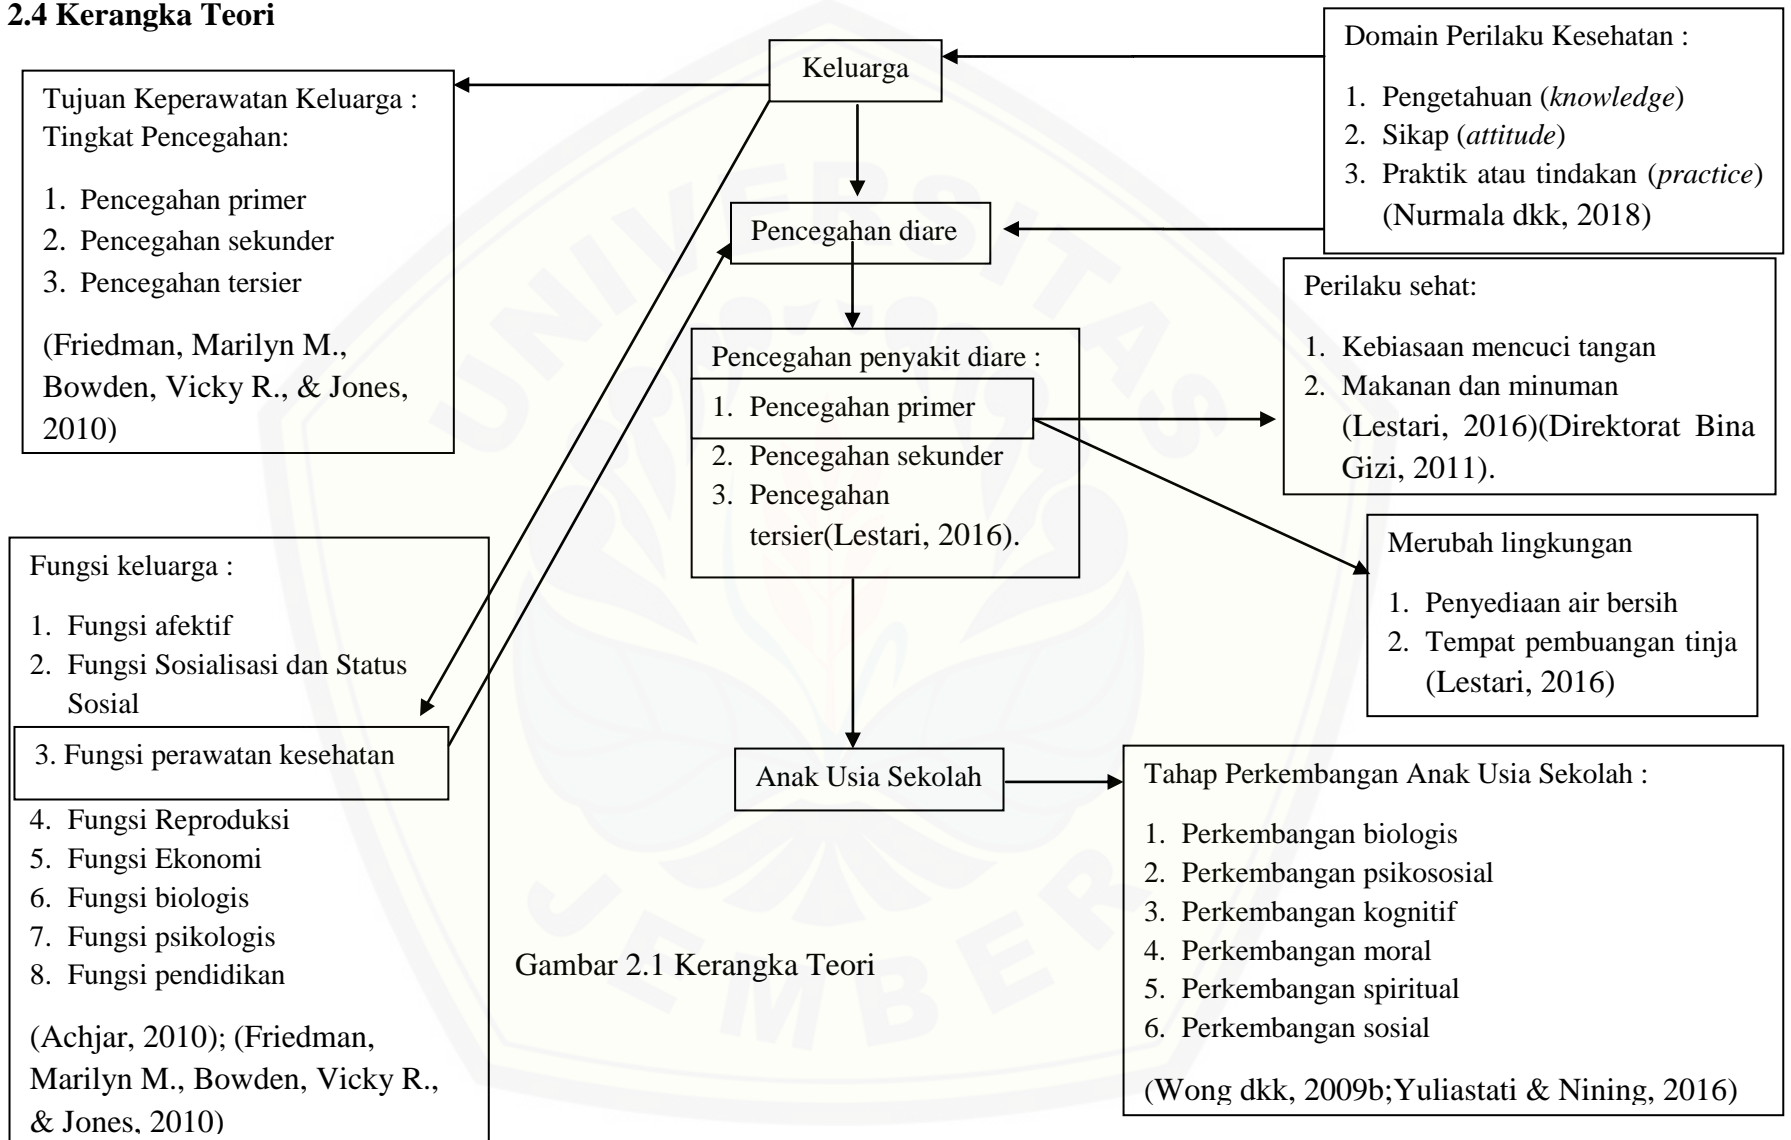 2.4 Kerangka Teori
Keluarga
Domain Perilaku Kesehatan :
1. Pengetahuan (knowledge)
2. Sikap (attitude)
3. Praktik atau tindakan (practice)
(Nurmala dkk, 2018)
Tujuan Keperawatan Keluarga :
Tingkat Pencegahan:
1. Pencegahan primer
2. Pencegahan sekunder
3. Pencegahan tersier
(Friedman, Marilyn M.,
Bowden, Vicky R., & Jones,
2010)
Pencegahan diare
Perilaku sehat:
1. Kebiasaan mencuci tangan
2. Makanan dan minuman
(Lestari, 2016)(Direktorat Bina
Gizi, 2011).
Pencegahan penyakit diare :
1. Pencegahan primer
2. Pencegahan sekunder
3. Pencegahan
tersier(Lestari, 2016).
Merubah lingkungan
1. Penyediaan air bersih
2. Tempat pembuangan tinja
(Lestari, 2016)
Fungsi keluarga :
1. Fungsi afektif
2. Fungsi Sosialisasi dan Status
Sosial
3. Fungsi perawatan kesehatan
4. Fungsi Reproduksi
5. Fungsi Ekonomi
6. Fungsi biologis
7. Fungsi psikologis
8. Fungsi pendidikan
(Achjar, 2010); (Friedman,
Marilyn M., Bowden, Vicky R.,
& Jones, 2010)
Anak Usia Sekolah
Tahap Perkembangan Anak Usia Sekolah :
1. Perkembangan biologis
2. Perkembangan psikososial
3. Perkembangan kognitif
4. Perkembangan moral
5. Perkembangan spiritual
6. Perkembangan sosial
(Wong dkk, 2009b;Yuliastati & Nining, 2016)
Gambar 2.1 Kerangka Teori
UNIVERSITAS
JEMBER